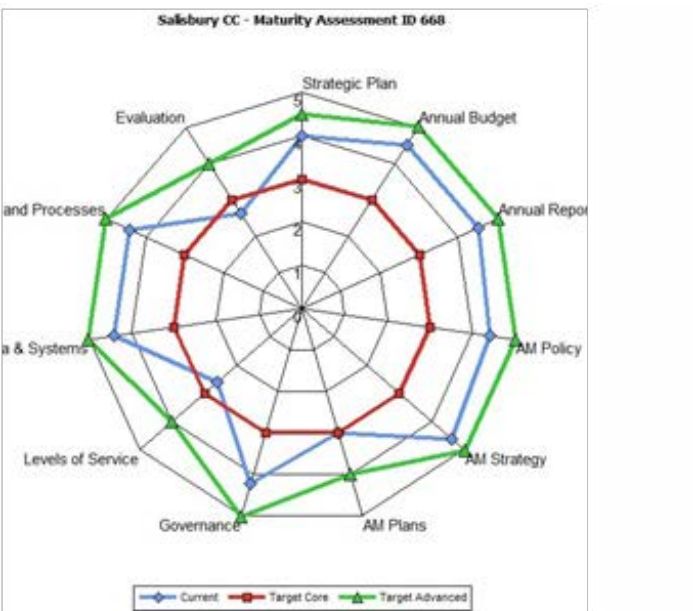 Salisbury CC - Maturity Assessment ID 668
Strategic Plan
5
Evaluation
Annual Budget
4
3
and Processes
Annual Repor
2
1
0
a & Systems
AM Policy
Levels of Service
AM Strategy
Governance
AM Plans
Current
Target Core
Target Advanced